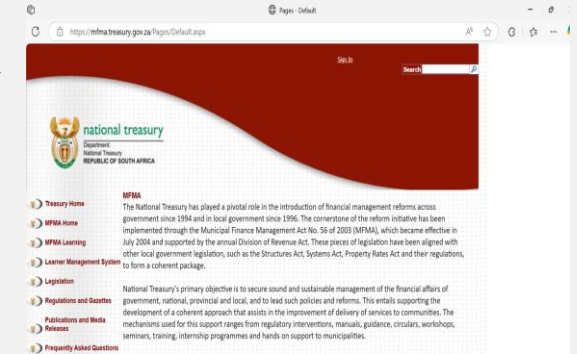 Pages - Default
https://mfma.treasury.gov.za/Pages/Default.aspx
Sign In
Search
national treasury
Department:
National Treasury
REPUBLIC OF SOUTH AFRICA
Treasury Home
MFMA Home
MFMA Learning
Learner Management System
Legislation
Regulations and Gazettes
Publications and Media
Releases
Frequently Asked Questions
MFMA
The National Treasury has played a pivotal role in the introduction of financial management reforms across
government since 1994 and in local government since 1996. The cornerstone of the reform initiative has been
implemented through the Municipal Finance Management Act No. 56 of 2003 (MFMA), which became effective in
July 2004 and supported by the annual Division of Revenue Act. These pieces of legislation have been aligned with
other local government legislation, such as the Structures Act, Systems Act, Property Rates Act and their regulations,
to form a coherent package.
National Treasury's primary objective is to secure sound and sustainable management of the financial affairs of
government, national, provincial and local, and to lead such policies and reforms. This entails supporting the
development of a coherent approach that assists in the improvement of delivery of services to communities. The
mechanisms used for this support ranges from regulatory interventions, manuals, guidance, circulars, workshops,
seminars, training, internship programmes and hands on support to municipalities.